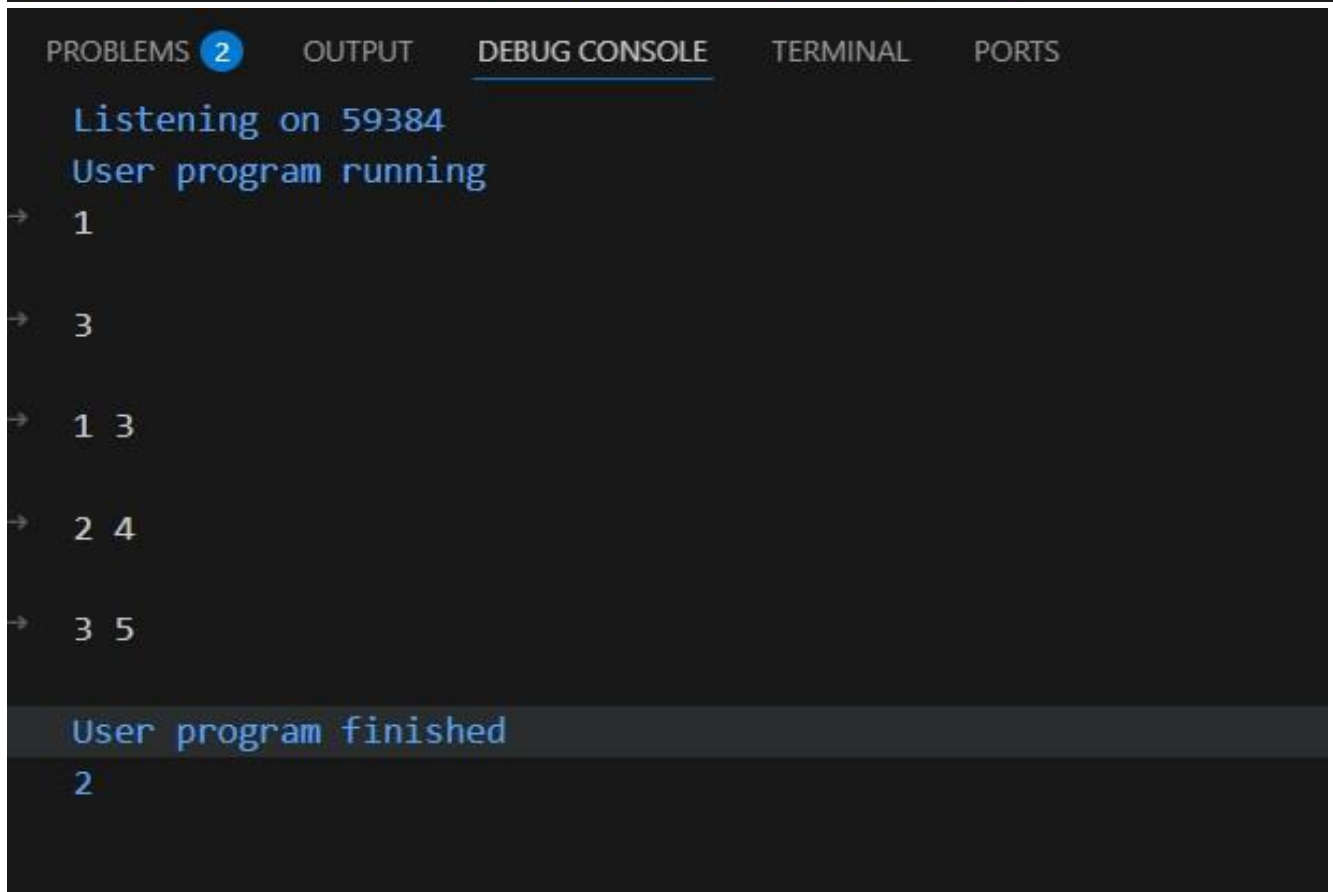 PROBLEMS 2 OUTPUT DEBUG CONSOLE TERMINAL PORTS
Listening on 59384
User program running
→ 1
→ 3
→ 1 3
→ 2 4
→ 3 5
User program finished
2